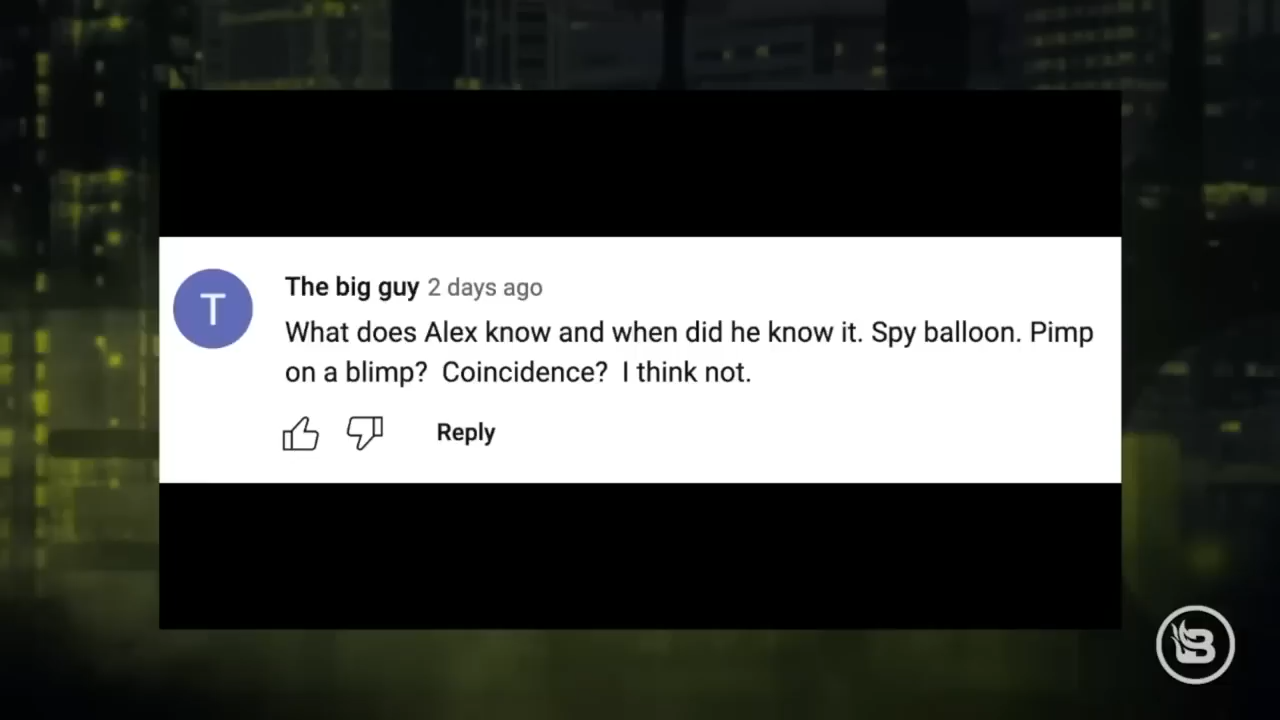 T
The big guy 2 days ago
What does Alex know and when did he know it. Spy balloon. Pimp
on a blimp?  Coincidence?  I think not.
Reply
B